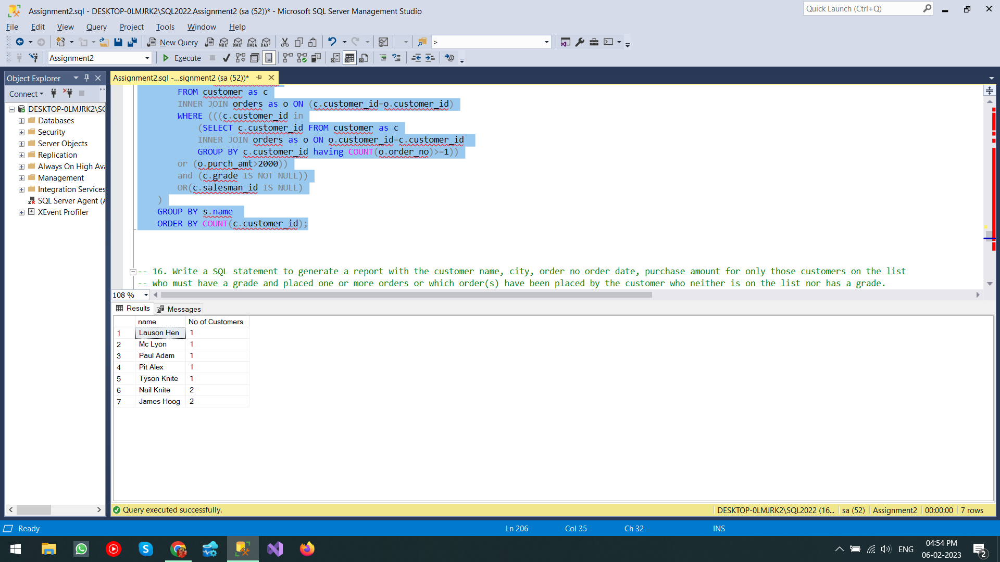 Assignment2.sql - DESKTOP-0LMJRK2\SQL2022.Assignment2 (sa (52))* - Microsoft SQL Server Management Studio
Quick Launch (Ctrl+Q)
File Edit View Query Project Tools Window Help
New Query MDX DMX XMLA DAX >
Assignment2 Execute
Object Explorer
Assignment2.sql -...signment2 (sa (52))*
Connect
DESKTOP-0LMJRK2\SQ
Databases
Security
Server Objects
Replication
Always On High Av
Management
Integration Services
SQL Server Agent (A
XEvent Profiler
FROM customer as c
INNER JOIN orders as o ON (c.customer_id=o.customer_id)
WHERE (((c.customer_id in
(SELECT c.customer_id FROM customer as c
INNER JOIN orders as o ON o.customer_id=c.customer_id
GROUP BY c.customer_id having COUNT(o.order_no)>=1))
or (o.purch_amt>2000))
and (c.grade IS NOT NULL))
OR(c.salesman_id IS NULL)
)
GROUP BY s.name
ORDER BY COUNT(c.customer_id);
-- 16. Write a SQL statement to generate a report with the customer name, city, order no order date, purchase amount for only those customers on the list
-- who must have a grade and placed one or more orders or which order(s) have been placed by the customer who neither is on the list nor has a grade.
108 %
Results Messages
name No of Customers
1 Lauson Hen 1
2 Mc Lyon 1
3 Paul Adam 1
4 Pit Alex 1
5 Tyson Knite 1
6 Nail Knite 2
7 James Hoog 2
Query executed successfully.
DESKTOP-0LMJRK2\SQL2022 (16... sa (52) Assignment2 00:00:00 7 rows
Ready Ln 206 Col 35 Ch 32 INS
ENG
04:54 PM
06-02-2023
2